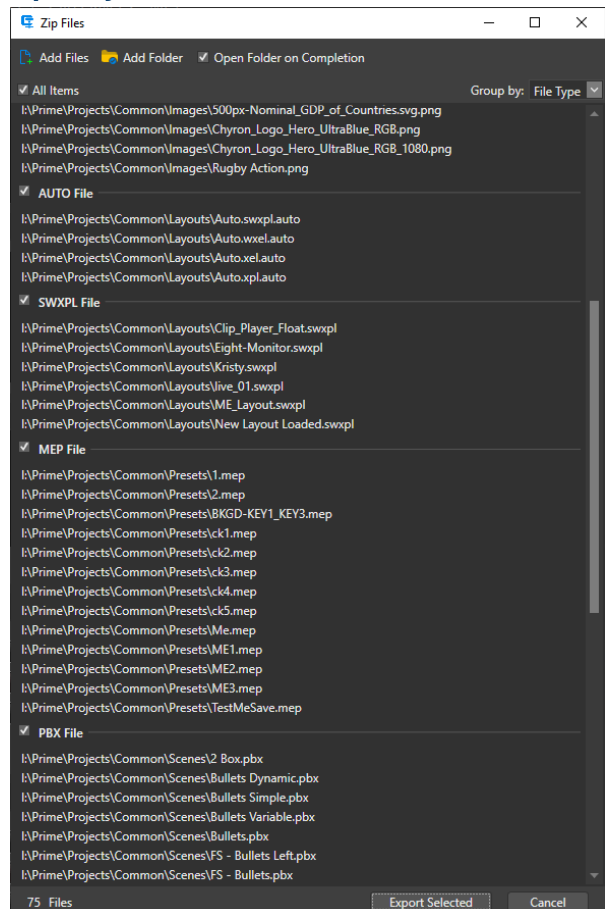 Zip Files
Add Files Add Folder Open Folder on Completion
All Items Group by: File Type
I:\Prime\Projects\Common\Images\500px-Nominal_GDP_of_Countries.svg.png
I:\Prime\Projects\Common\Images\Chyron_Logo_Hero_UltraBlue_RGB.png
I:\Prime\Projects\Common\Images\Chyron_Logo_Hero_UltraBlue_RGB_1080.png
I:\Prime\Projects\Common\Images\Rugby Action.png
AUTO File
I:\Prime\Projects\Common\Layouts\Auto.swxpl.auto
I:\Prime\Projects\Common\Layouts\Auto.wxel.auto
I:\Prime\Projects\Common\Layouts\Auto.xel.auto
I:\Prime\Projects\Common\Layouts\Auto.xpl.auto
SWXPL File
I:\Prime\Projects\Common\Layouts\Clip_Player_Float.swxpl
I:\Prime\Projects\Common\Layouts\Eight-Monitor.swxpl
I:\Prime\Projects\Common\Layouts\Kristy.swxpl
I:\Prime\Projects\Common\Layouts\live_01.swxpl
I:\Prime\Projects\Common\Layouts\ME_Layout.swxpl
I:\Prime\Projects\Common\Layouts\New Layout Loaded.swxpl
MEP File
I:\Prime\Projects\Common\Presets\1.mep
I:\Prime\Projects\Common\Presets\2.mep
I:\Prime\Projects\Common\Presets\BKGD-KEY1_KEY3.mep
I:\Prime\Projects\Common\Presets\ck1.mep
I:\Prime\Projects\Common\Presets\ck2.mep
I:\Prime\Projects\Common\Presets\ck3.mep
I:\Prime\Projects\Common\Presets\ck4.mep
I:\Prime\Projects\Common\Presets\ck5.mep
I:\Prime\Projects\Common\Presets\Me.mep
I:\Prime\Projects\Common\Presets\ME1.mep
I:\Prime\Projects\Common\Presets\ME2.mep
I:\Prime\Projects\Common\Presets\ME3.mep
I:\Prime\Projects\Common\Presets\TestMeSave.mep
PBX File
I:\Prime\Projects\Common\Scenes\2 Box.pbx
I:\Prime\Projects\Common\Scenes\Bullets Dynamic.pbx
I:\Prime\Projects\Common\Scenes\Bullets Simple.pbx
I:\Prime\Projects\Common\Scenes\Bullets Variable.pbx
I:\Prime\Projects\Common\Scenes\Bullets.pbx
I:\Prime\Projects\Common\Scenes\FS - Bullets Left.pbx
I:\Prime\Projects\Common\Scenes\FS - Bullets.pbx
75 Files Export Selected Cancel